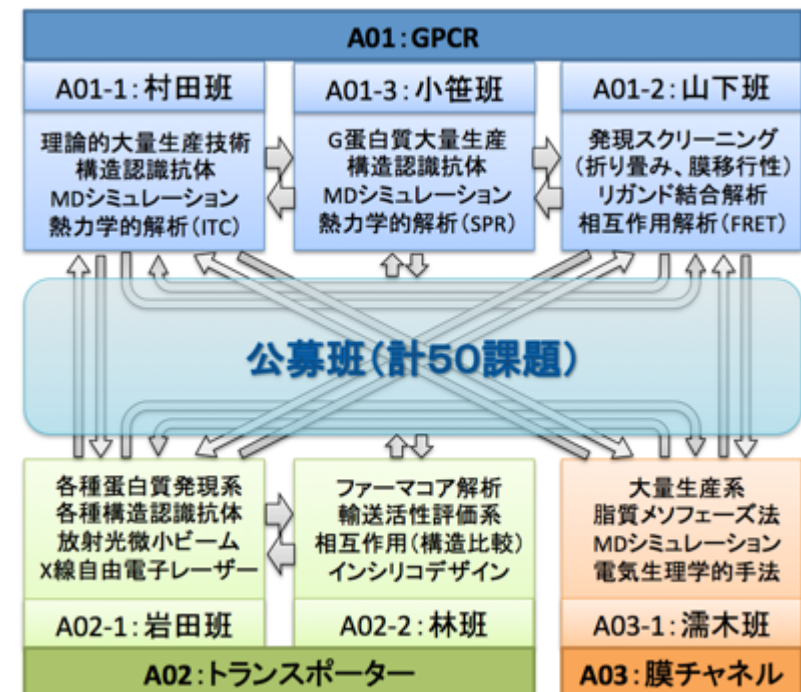 A01:GPCR
A01-1:村田班
理論的大量生産技術
構造認識抗体
MDシミュレーション
熱力学的解析(ITC)
A01-3:小笹班
G蛋白質大量生産
構造認識抗体
MDシミュレーション
熱力学的解析(SPR)
A01-2:山下班
発現スクリーニング
(折り畳み、膜移行性)
リガンド結合解析
相互作用解析(FRET)
公募班(計50課題)
各種蛋白質発現系
各種構造認識抗体
放射光微小ビーム
X線自由電子レーザー
A02-1:岩田班
ファーマコア解析
輸送活性評価系
相互作用(構造比較)
インシリコデザイン
A02-2:林班
A02:トランスポーター
大量生産系
脂質メソフェーズ法
MDシミュレーション
電気生理学的手法
A03-1:濡木班
A03:膜チャネル